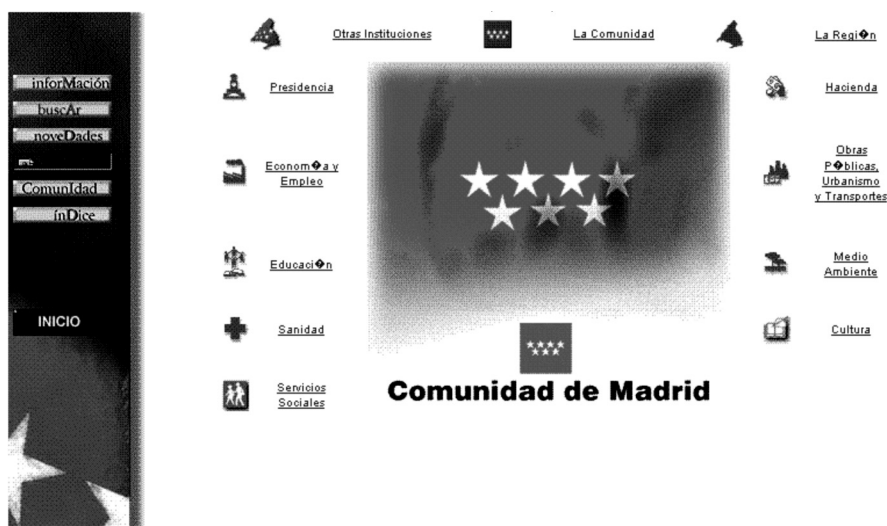 Otras Instituciones
La Comunidad
La Regi�n
inforMación
buscAr
noveDades
ComunIdad
ínDice
INICIO
Presidencia
Hacienda
Econom�a y
Empleo
Obras
P�blicas,
Urbanismo
y Transportes
Educaci�n
Medio
Ambiente
Sanidad
Cultura
Servicios
Sociales
Comunidad de Madrid